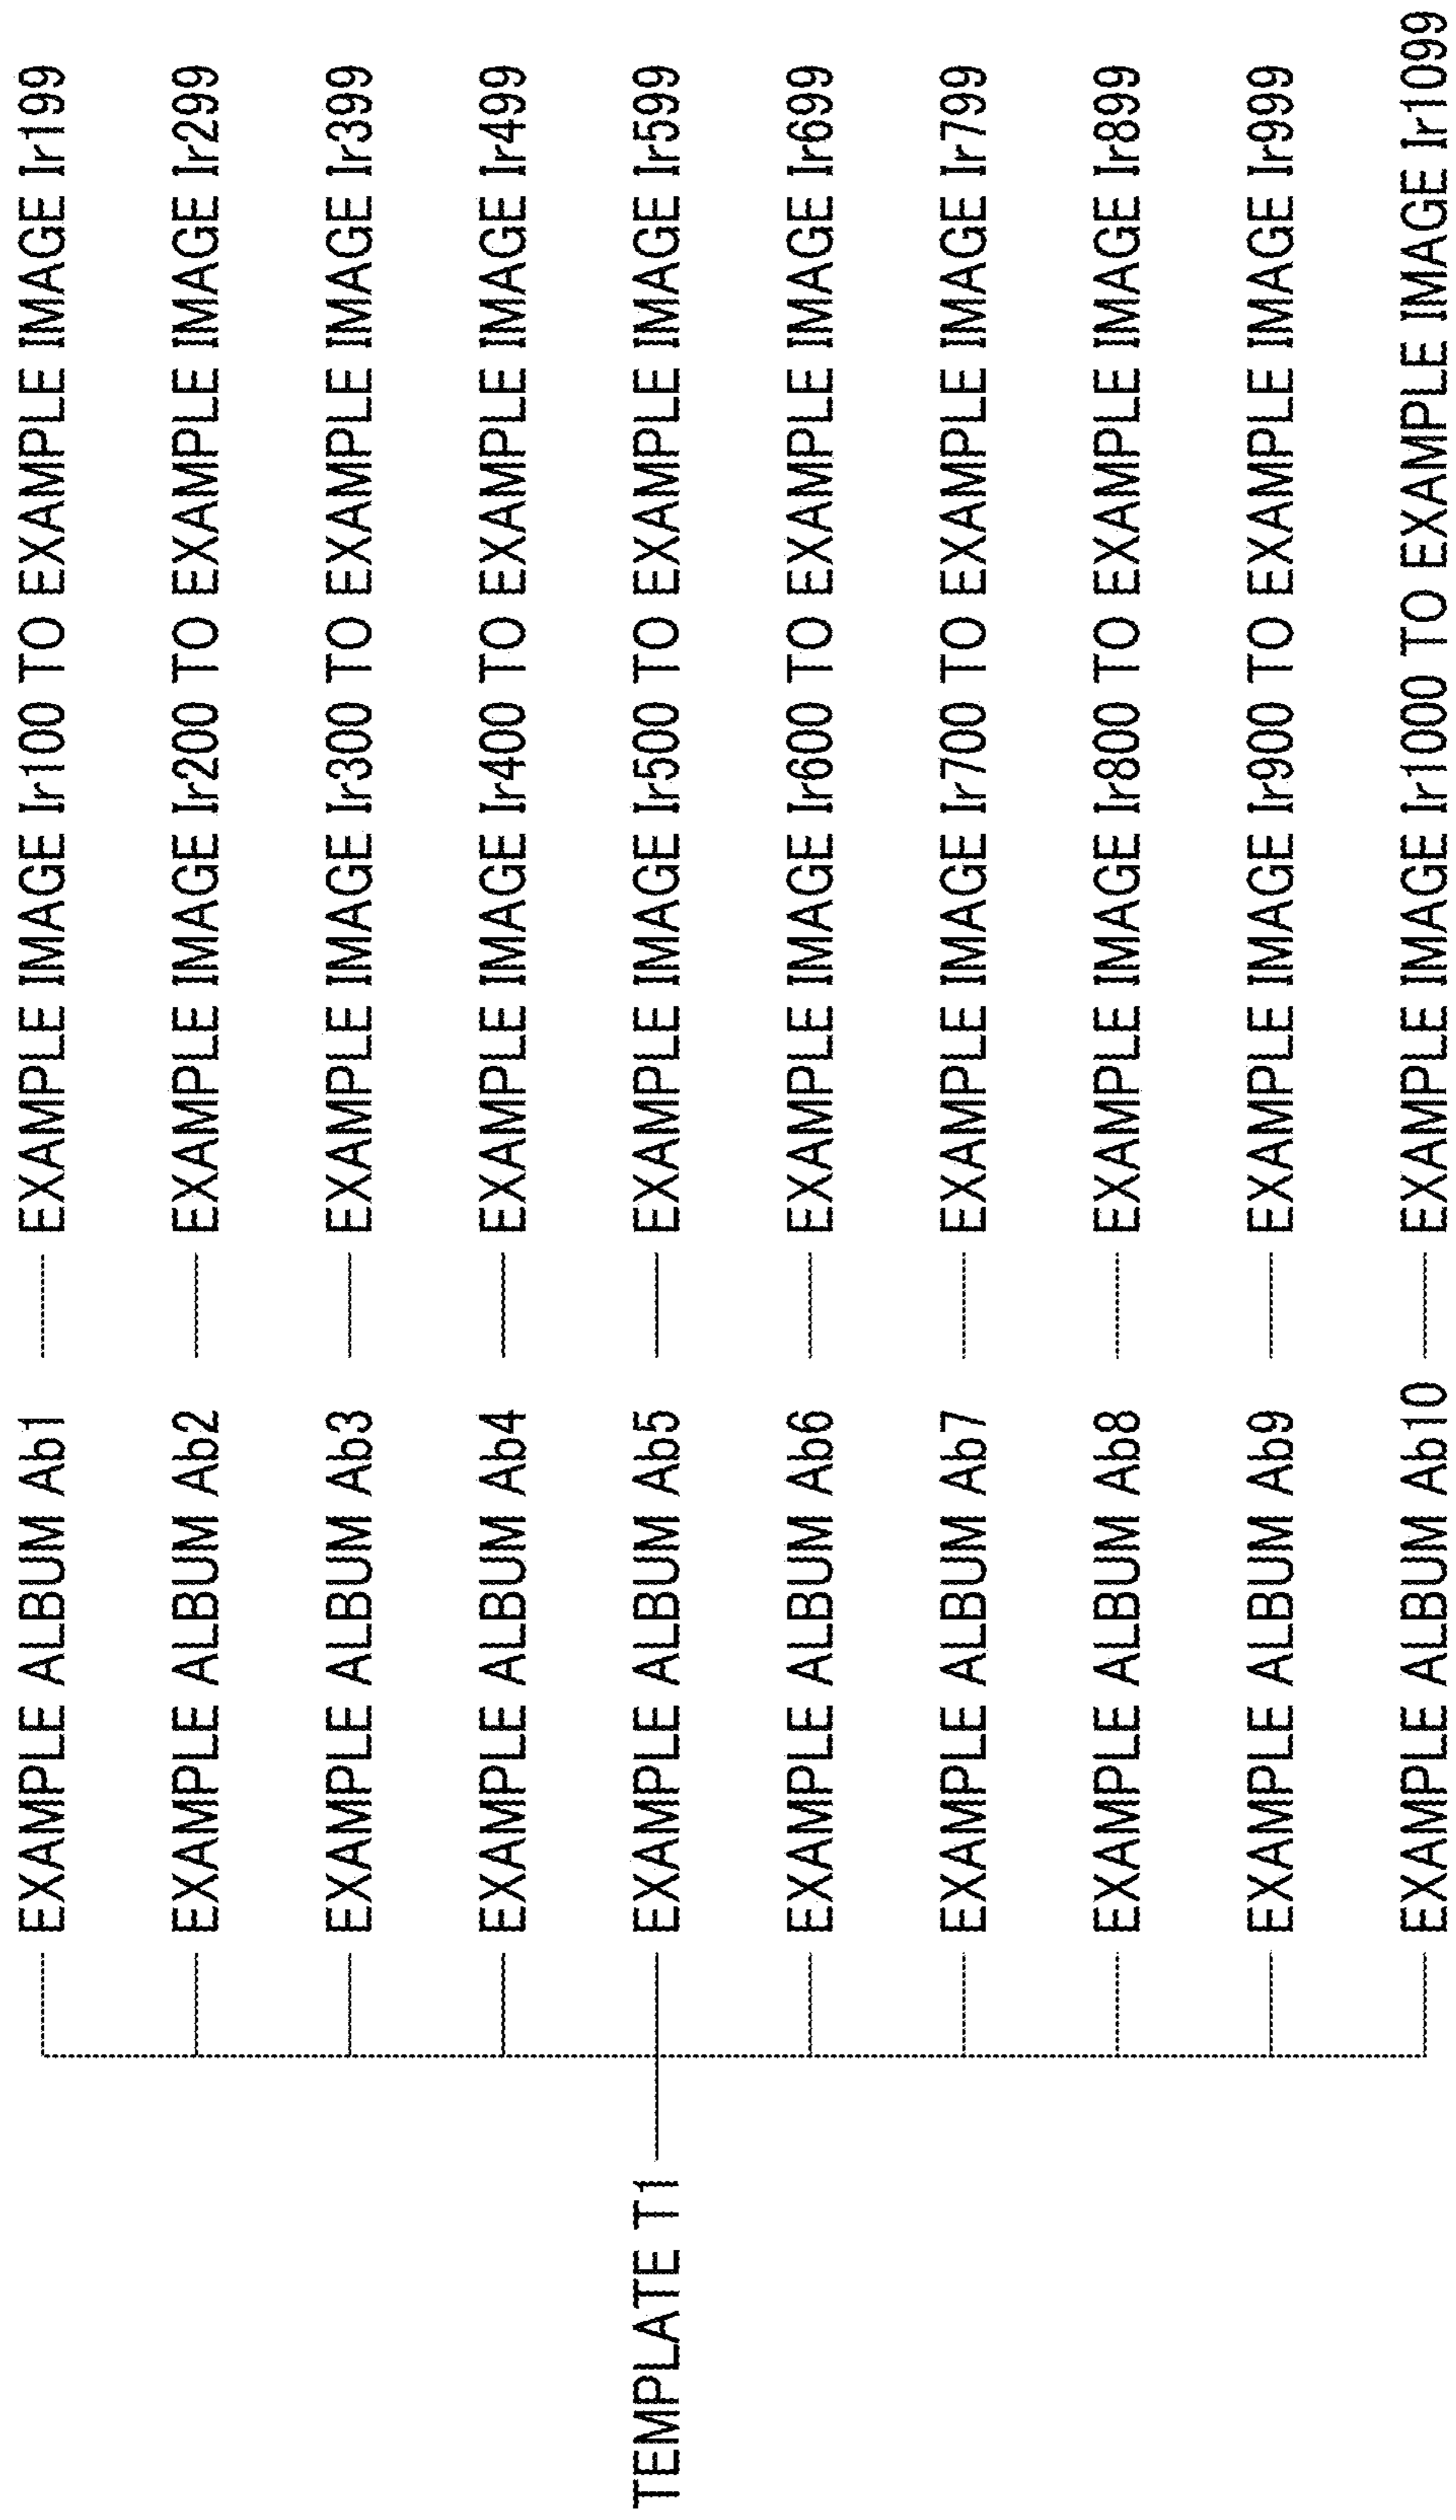 EXAMPLE ALBUM Ab1 EXAMPLE IMAGE Ir100 TO EXAMPLE IMAGE Ir199
EXAMPLE ALBUM Ab2 EXAMPLE IMAGE Ir200 TO EXAMPLE IMAGE Ir299
EXAMPLE ALBUM Ab3 EXAMPLE IMAGE Ir300 TO EXAMPLE IMAGE Ir399
EXAMPLE ALBUM Ab4 EXAMPLE IMAGE Ir400 TO EXAMPLE IMAGE Ir499
TEMPLATE T1 EXAMPLE ALBUM Ab5 EXAMPLE IMAGE Ir500 TO EXAMPLE IMAGE Ir599
EXAMPLE ALBUM Ab6 EXAMPLE IMAGE Ir600 TO EXAMPLE IMAGE Ir699
EXAMPLE ALBUM Ab7 EXAMPLE IMAGE Ir700 TO EXAMPLE IMAGE Ir799
EXAMPLE ALBUM Ab8 EXAMPLE IMAGE Ir800 TO EXAMPLE IMAGE Ir899
EXAMPLE ALBUM Ab9 EXAMPLE IMAGE Ir900 TO EXAMPLE IMAGE Ir999
EXAMPLE ALBUM Ab10 EXAMPLE IMAGE Ir1000 TO EXAMPLE IMAGE Ir1099